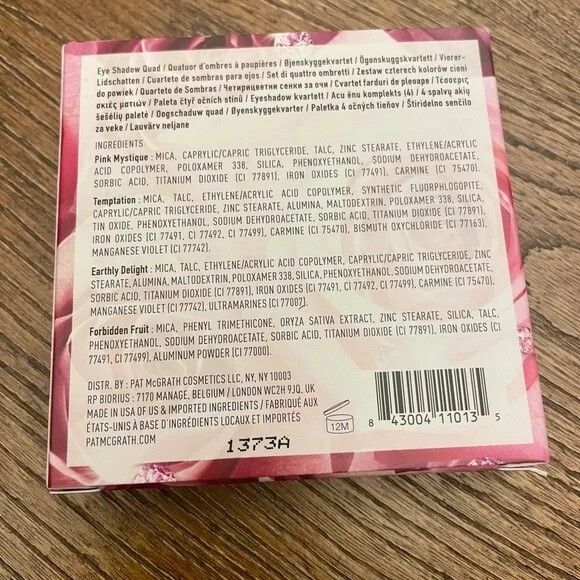 Eye Shadow Quad / Quatuor d'ombres à paupières / Øjenskyggekvartet / Ögonskuggskvartett / Vierer-
Lidschatten / Cuarteto de sombras para ojos / Set di quattro ombretti / Zestaw czterech kolorów cieni
do powiek / Quarteto de Sombras / Четирицветни сенки за очи / Cvartet farduri de pleoape / Τέσσερις
σκιές ματιών / Paleta čtyř očních stínů / Eyeshadow kvartett / Acu ēnu komplekts (4) / 4 spalvų akių
šešėlių paletė / Oogschaduw quad / Øyenskyggekvarter / Paletka 4 očných tieňov / Štiridelno senčilo
za veke / Lauvärv neljane
INGREDIENTS
Pink Mystique : MICA, CAPRYLIC/CAPRIC TRIGLYCERIDE, TALC, ZINC STEARATE, ETHYLENE/ACRYLIC
ACID COPOLYMER, POLOXAMER 338, SILICA, PHENOXYETHANOL, SODIUM DEHYDROACETATE,
SORBIC ACID, TITANIUM DIOXIDE (CI 77891), IRON OXIDES (CI 77491), CARMINE (CI 75470).
Temptation : MICA, TALC, ETHYLENE/ACRYLIC ACID COPOLYMER, SYNTHETIC FLUORPHLOGOPITE,
CAPRYLIC/CAPRIC TRIGLYCERIDE, ZINC STEARATE, ALUMINA, MALTODEXTRIN, POLOXAMER 338, SILICA,
TIN OXIDE, PHENOXYETHANOL, SODIUM DEHYDROACETATE, SORBIC ACID, TITANIUM DIOXIDE (CI 77891),
IRON OXIDES (CI 77491, CI 77492, CI 77499), CARMINE (CI 75470), BISMUTH OXYCHLORIDE (CI 77163),
MANGANESE VIOLET (CI 77742).
Earthly Delight : MICA, TALC, ETHYLENE/ACRYLIC ACID COPOLYMER, CAPRYLIC/CAPRIC TRIGLYCERIDE, ZINC
STEARATE, ALUMINA, MALTODEXTRIN, POLOXAMER 338, SILICA, PHENOXYETHANOL, SODIUM DEHYDROACETATE,
SORBIC ACID, TITANIUM DIOXIDE (CI 77891), IRON OXIDES (CI 77491, CI 77492, CI 77499), CARMINE (CI 75470),
MANGANESE VIOLET (CI 77742), ULTRAMARINES (CI 77007).
Forbidden Fruit : MICA, PHENYL TRIMETHICONE, ORYZA SATIVA EXTRACT, ZINC STEARATE, SILICA, TALC,
PHENOXYETHANOL, SODIUM DEHYDROACETATE, SORBIC ACID, TITANIUM DIOXIDE (CI 77891), IRON OXIDES (CI
77491, CI 77499), ALUMINUM POWDER (CI 77000).
DISTR. BY : PAT McGRATH COSMETICS LLC, NY, NY 10003
RP BIORIUS : 7170 MANAGE, BELGIUM / LONDON WC2H 9JQ, UK
MADE IN USA OF US & IMPORTED INGREDIENTS / FABRIQUÉ AUX
ÉTATS-UNIS À BASE D'INGRÉDIENTS LOCAUX ET IMPORTÉS
PATMCGRATH.COM
1373A
12M
8 43004 11013 5